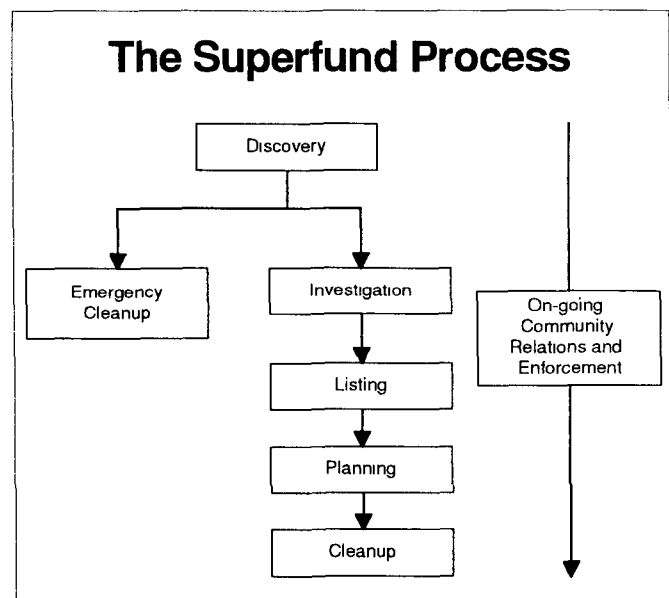 The Superfund Process
Discovery
Emergency
Cleanup
Investigation
Listing
Planning
Cleanup
On-going
Community
Relations and
Enforcement